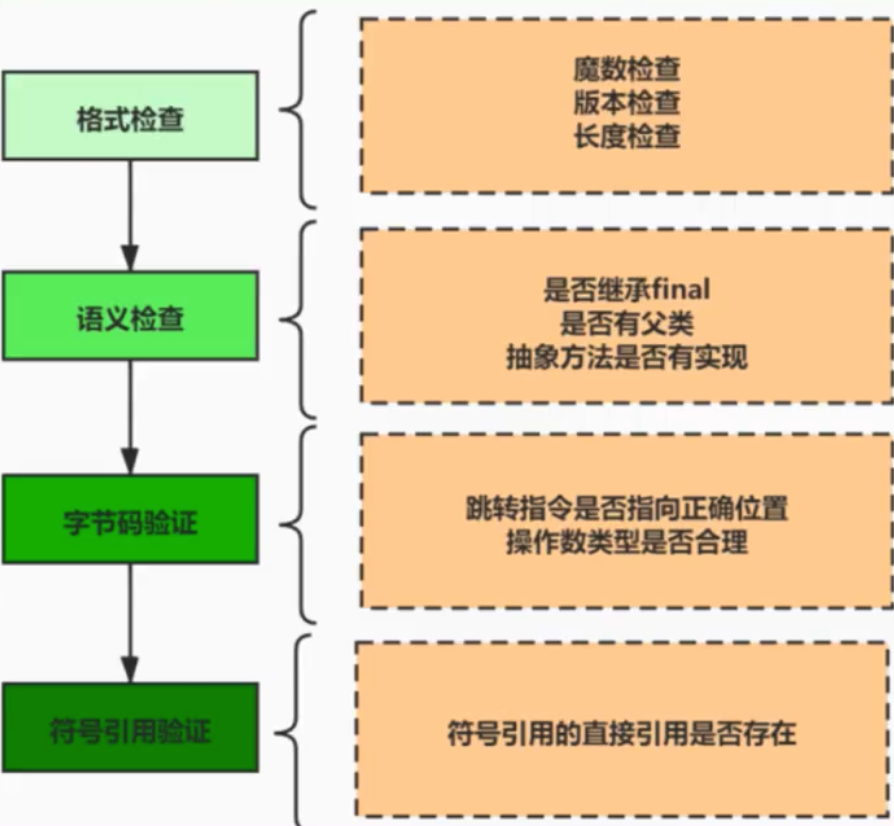 格式检查
魔数检查
版本检查
长度检查
语义检查
是否继承final
是否有父类
抽象方法是否有实现
字节码验证
跳转指令是否指向正确位置
操作数类型是否合理
符号引用验证
符号引用的直接引用是否存在